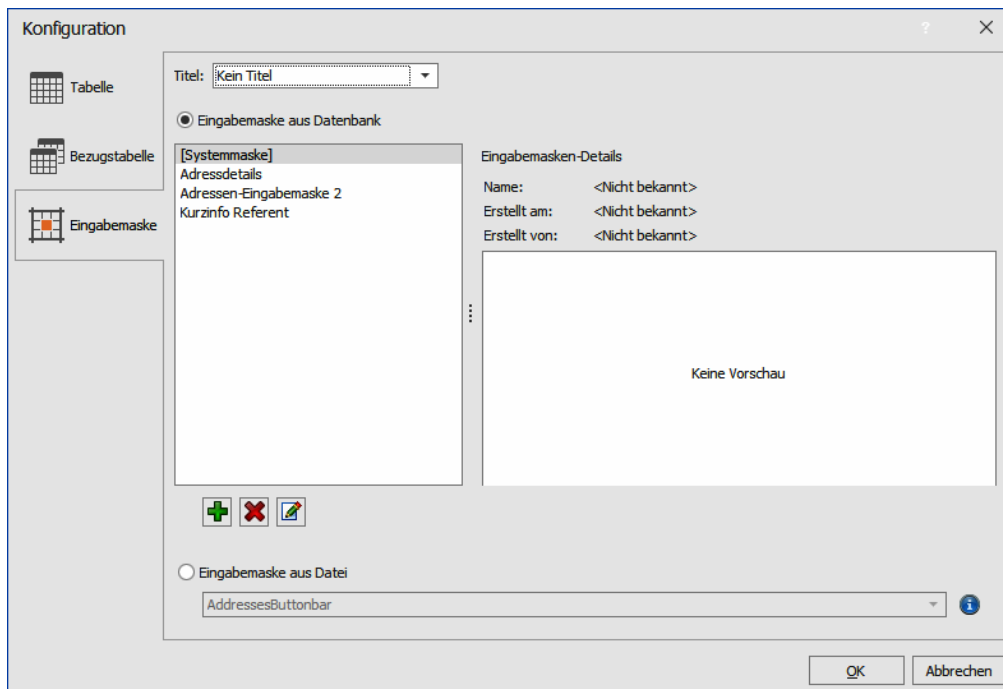 Konfiguration
?
Tabelle
Bezugstabelle
Eingabemaske
Titel: Kein Titel
Eingabemaske aus Datenbank
[Systemmaske]
Adressdetails
Adressen-Eingabemaske 2
Kurzinfo Referent
Eingabemasken-Details
Name: <Nicht bekannt>
Erstellt am: <Nicht bekannt>
Erstellt von: <Nicht bekannt>
Keine Vorschau
Eingabemaske aus Datei
AddressesButtonbar
OK
Abbrechen